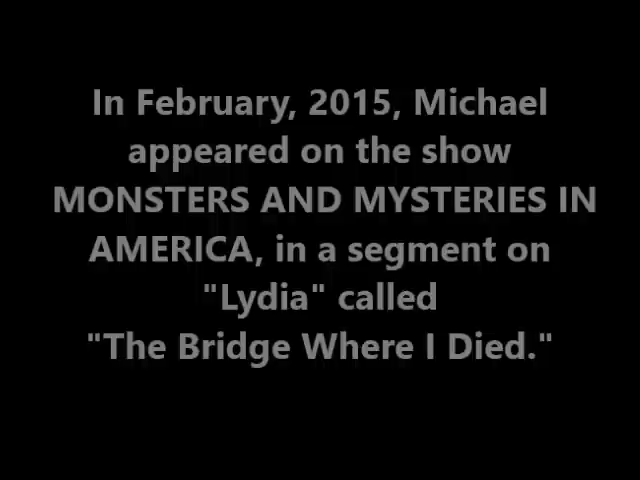 In February, 2015, Michael
appeared on the show
MONSTERS AND MYSTERIES IN
AMERICA, in a segment on
"Lydia" called
"The Bridge Where I Died."